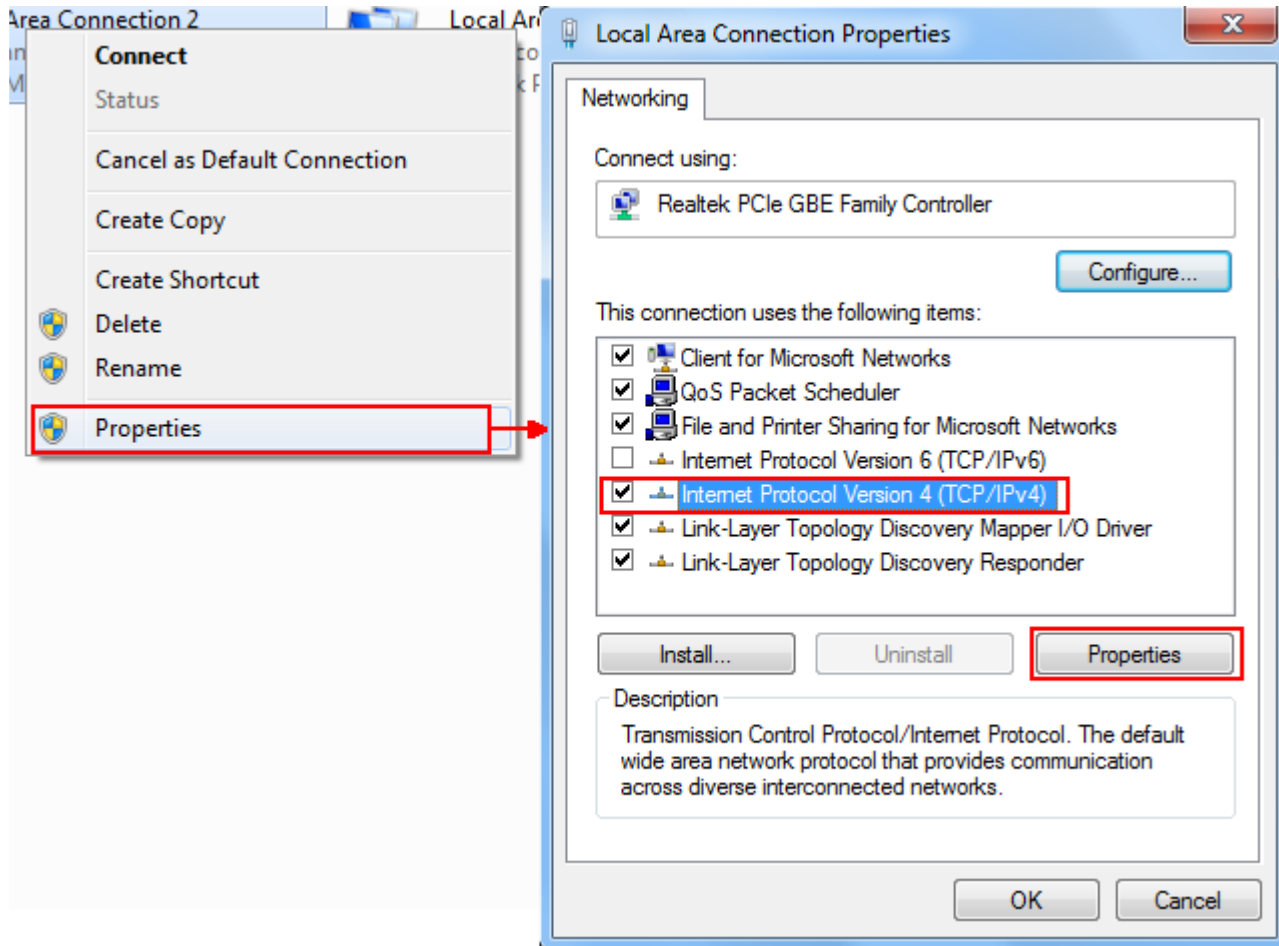 Area Connection 2
Local Are
Connect
Status
Cancel as Default Connection
Create Copy
Create Shortcut
Delete
Rename
Properties
Local Area Connection Properties
Networking
Connect using:
Realtek PCIe GBE Family Controller
Configure...
This connection uses the following items:
Client for Microsoft Networks
QoS Packet Scheduler
File and Printer Sharing for Microsoft Networks
Internet Protocol Version 6 (TCP/IPv6)
Internet Protocol Version 4 (TCP/IPv4)
Link-Layer Topology Discovery Mapper I/O Driver
Link-Layer Topology Discovery Responder
Install...
Uninstall
Properties
Description
Transmission Control Protocol/Internet Protocol. The default
wide area network protocol that provides communication
across diverse interconnected networks.
OK
Cancel